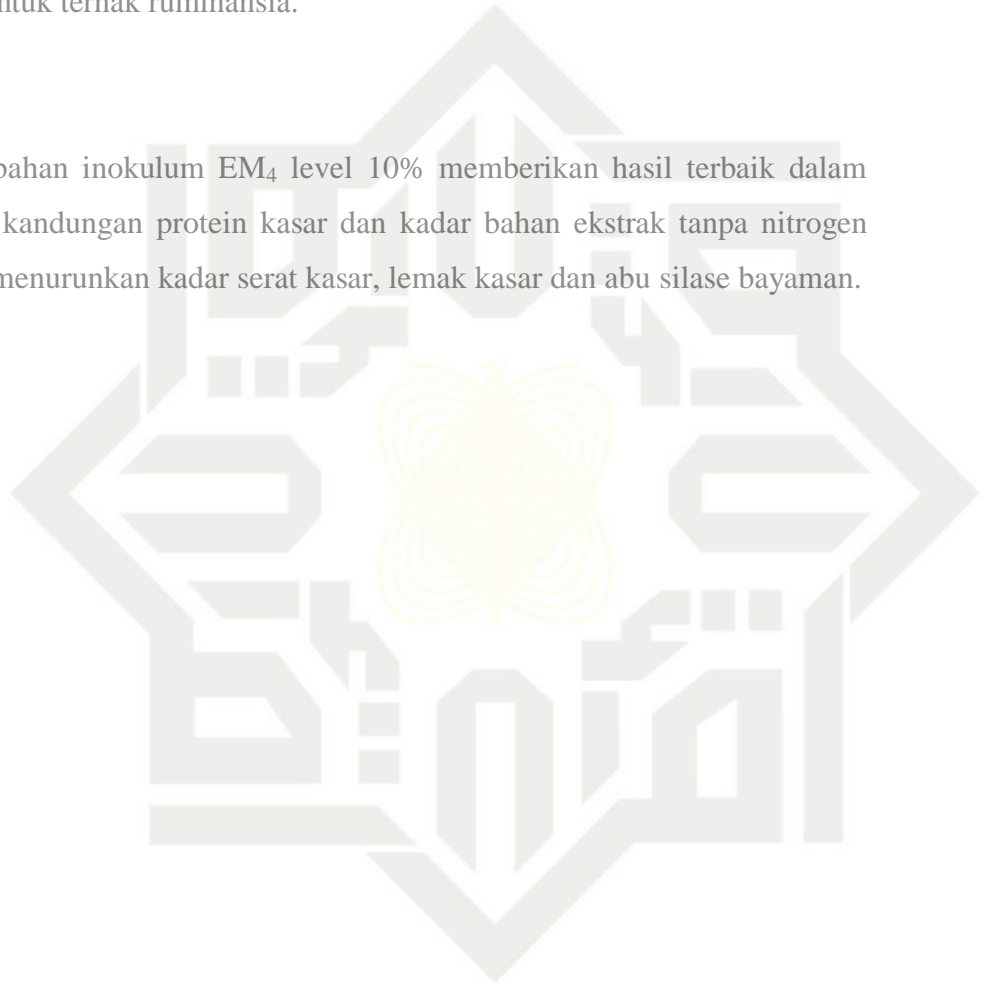 ntuk ternak ruminansia.
bahan inokulum EM₄ level 10% memberikan hasil terbaik dalam
kandungan protein kasar dan kadar bahan ekstrak tanpa nitrogen
menurunkan kadar serat kasar, lemak kasar dan abu silase bayaman.